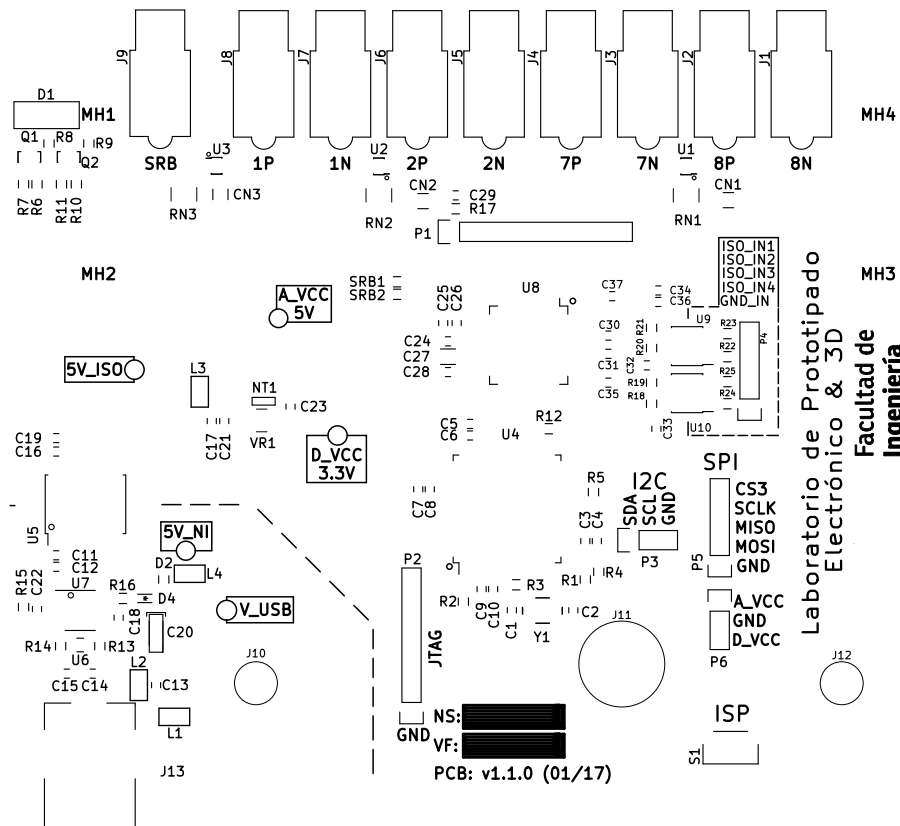 J9
J8
J7
J6
J5
J4
J3
J2
J1
D1
MH1
MH4
Q1
R8
R9
Q2
U3
U2
U1
SRB
1P
1N
2P
2N
7P
7N
8P
8N
R7
R6
R11
R10
RN3
CN3
RN2
CN2
C29
R17
RN1
CN1
P1
MH2
MH3
ISO_IN1
ISO_IN2
ISO_IN3
ISO_IN4
GND_IN
SRB1
SRB2
A_VCC
5V
C25
C26
U8
C37
C34
C36
U9
C24
C27
C28
C30
C31
C35
R21
R20
C32
R19
R18
R23
R22
R25
R24
P4
C33
U10
5V_ISO
L3
NT1
C23
C17
C21
VR1
C19
C16
D_VCC
3.3V
C5
C6
U4
R12
Laboratorio de Prototipado
Electrónico & 3D
Facultad de
Ingeniería
U5
C7
C8
R5
C3
C4
I2C
SDA
SCL
GND
P3
SPI
CS3
SCLK
MISO
MOSI
GND
P5
5V_NI
C11
C12
U7
D2
L4
R15
C22
R16
D4
C18
C20
V_USB
P2
JTAG
GND
R2
C9
C10
R3
R1
R4
C1
Y1
C2
A_VCC
GND
D_VCC
P6
R14
U6
R13
C15
C14
L2
C13
L1
J10
J11
J12
J13
NS:
VF:
PCB: v1.1.0 (01/17)
ISP
S1